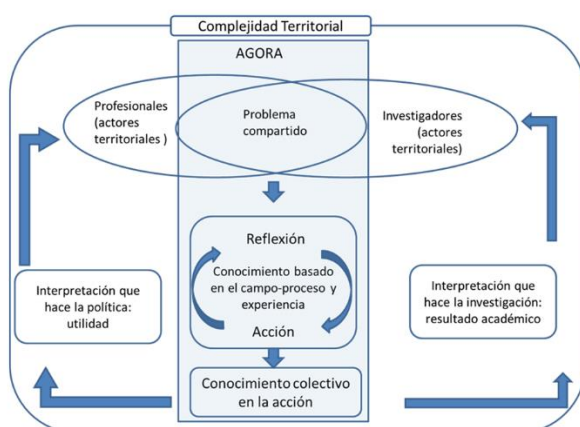 Complejidad Territorial
AGORA
Profesionales
(actores
territoriales )
Problema
compartido
Investigadores
(actores
territoriales)
Reflexión
Conocimiento basado
en el campo-proceso y
experiencia
Acción
Interpretación que
hace la política:
utilidad
Interpretación que
hace la investigación:
resultado académico
Conocimiento colectivo
en la acción